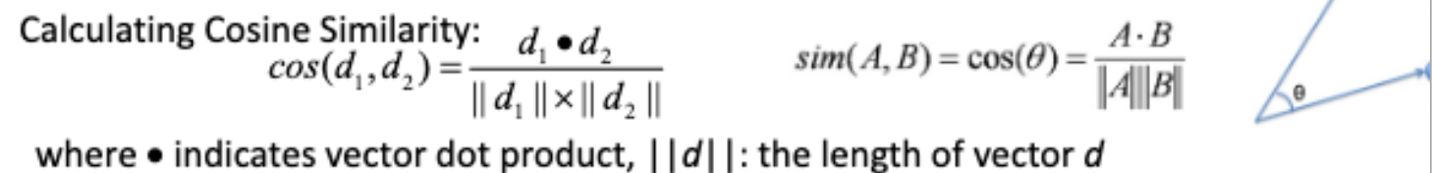 Calculating Cosine Similarity:
cos(d₁,d₂) = d₁ • d₂ / || d₁ || × || d₂ ||
sim(A, B) = cos(θ) = A · B / ||A||||B||
θ
where • indicates vector dot product, ||d||: the length of vector d